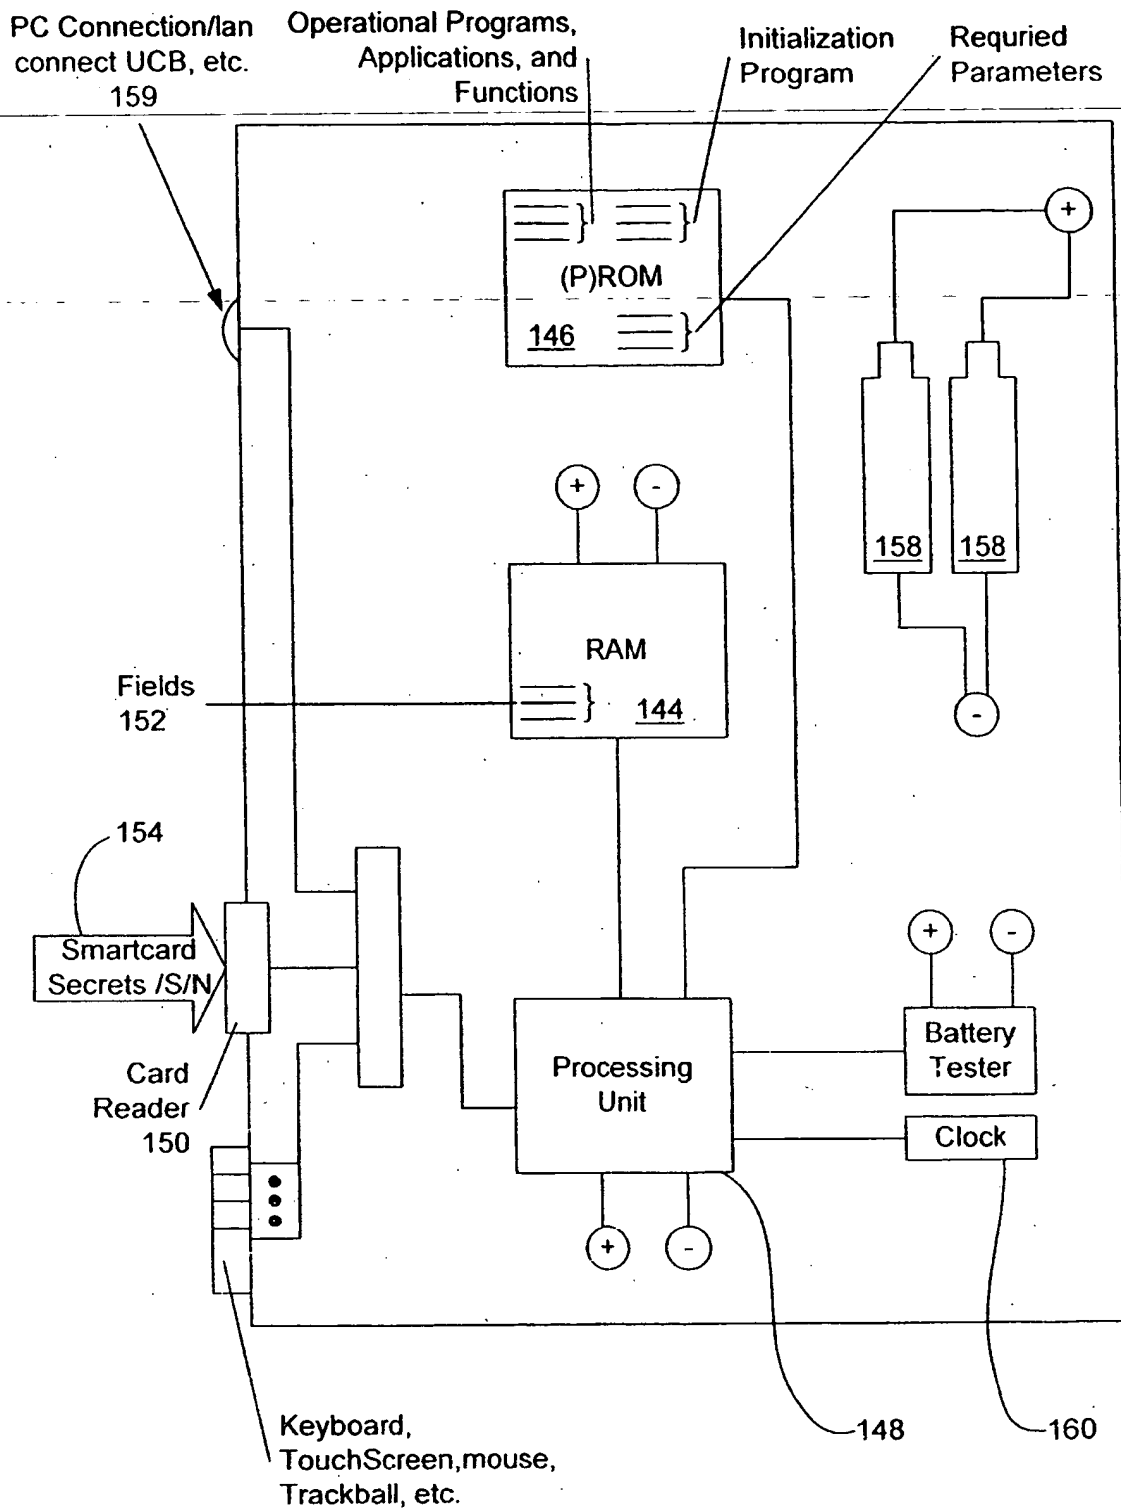 PC Connection/lan
connect UCB, etc.
159
Operational Programs,
Applications, and
Functions
Initialization
Program
Requried
Parameters
(P)ROM
146
+
+
-
158
158
RAM
144
Fields
152
-
154
Smartcard
Secrets /S/N
+
-
Battery
Tester
Processing
Unit
Card
Reader
150
Clock
+
-
148
160
Keyboard,
TouchScreen,mouse,
Trackball, etc.